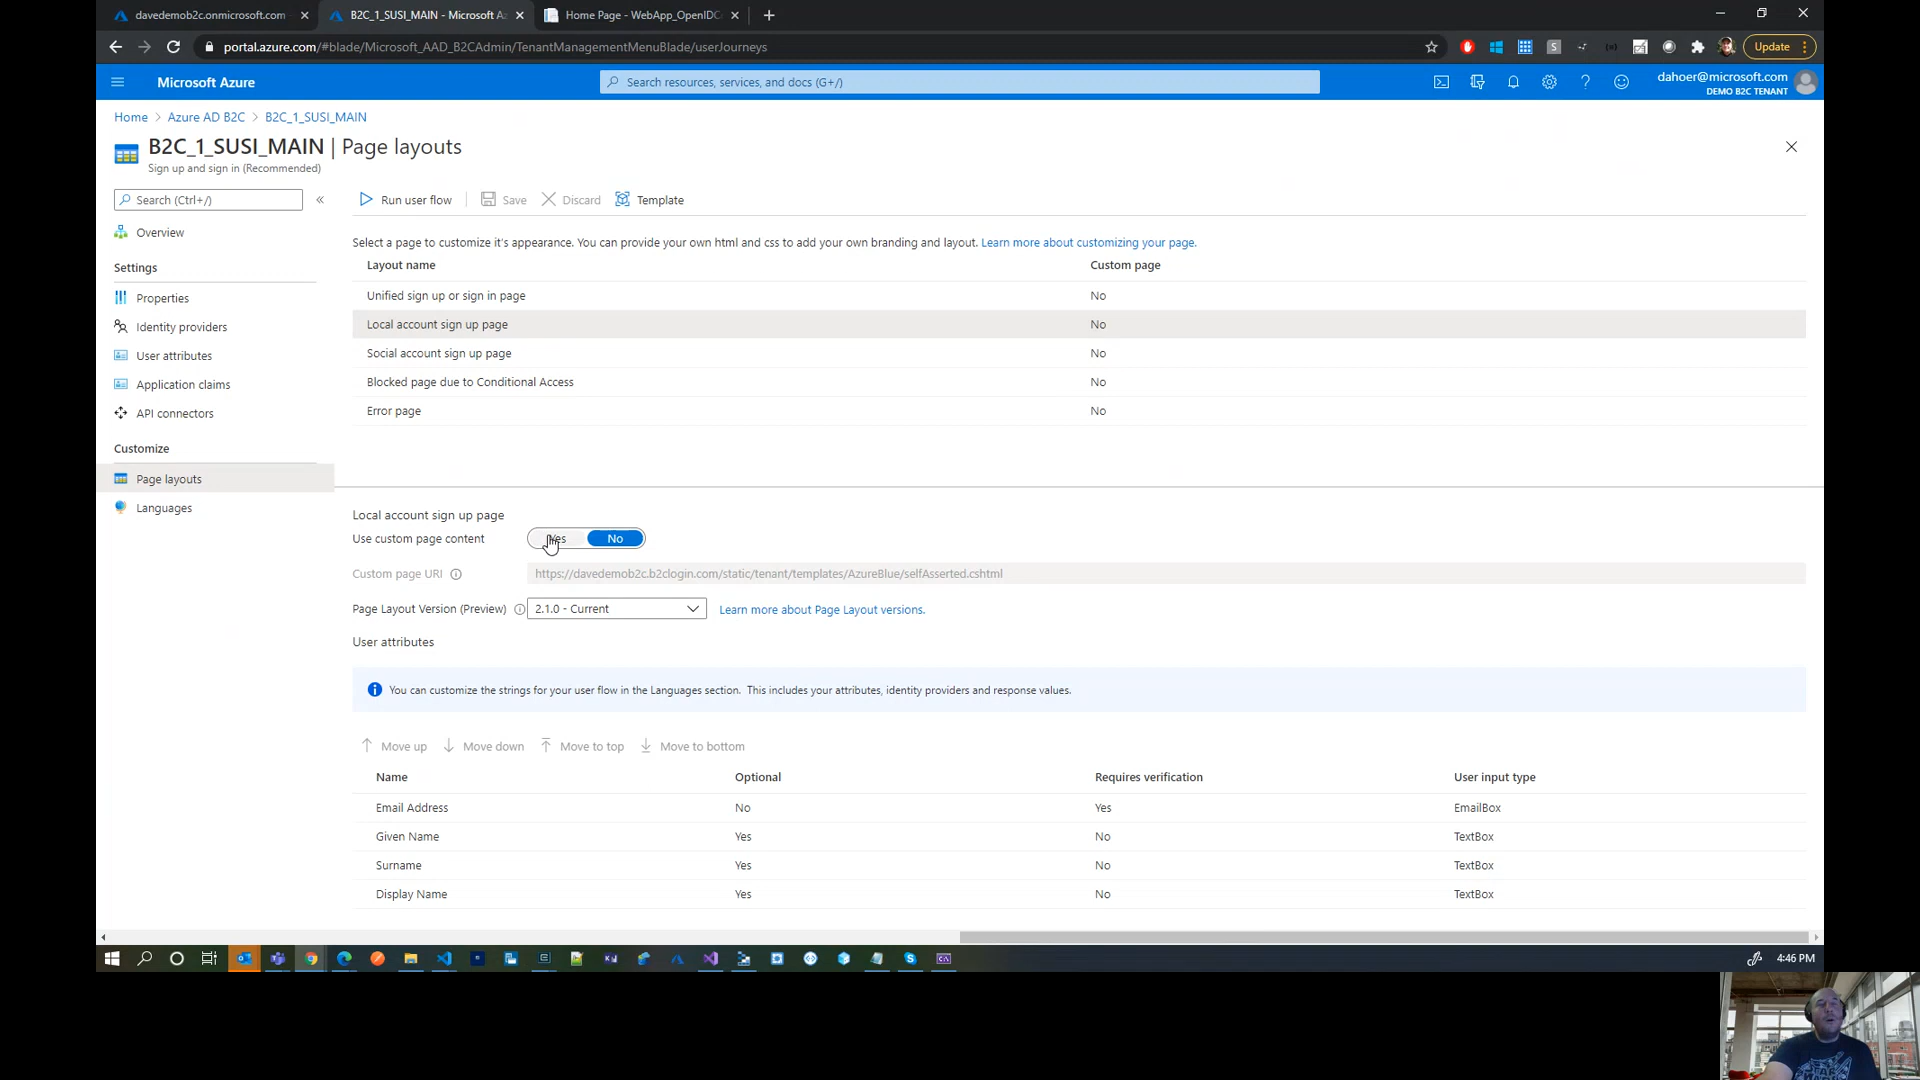 davedemob2c.onmicrosoft.com
B2C_1_SUSI_MAIN - Microsoft A
Home Page - WebApp_OpenIDC
portal.azure.com/#blade/Microsoft_AAD_B2CAdmin/TenantManagementMenuBlade/userJourneys
Update
Microsoft Azure
Search resources, services, and docs (G+/)
dahoer@microsoft.com
DEMO B2C TENANT
Home > Azure AD B2C > B2C_1_SUSI_MAIN
B2C_1_SUSI_MAIN | Page layouts
Sign up and sign in (Recommended)
Search (Ctrl+/)
«
Run user flow
Save
Discard
Template
Overview
Settings
Properties
Identity providers
User attributes
Application claims
API connectors
Customize
Page layouts
Languages
Select a page to customize it's appearance. You can provide your own html and css to add your own branding and layout. Learn more about customizing your page.
Layout name Custom page
Unified sign up or sign in page No
Local account sign up page No
Social account sign up page No
Blocked page due to Conditional Access No
Error page No
Local account sign up page
Use custom page content Yes No
Custom page URI https://davedemob2c.b2clogin.com/static/tenant/templates/AzureBlue/selfAsserted.cshtml
Page Layout Version (Preview) 2.1.0 - Current Learn more about Page Layout versions.
User attributes
You can customize the strings for your user flow in the Languages section. This includes your attributes, identity providers and response values.
Move up Move down Move to top Move to bottom
Name Optional Requires verification User input type
Email Address No Yes EmailBox
Given Name Yes No TextBox
Surname Yes No TextBox
Display Name Yes No TextBox
4:46 PM